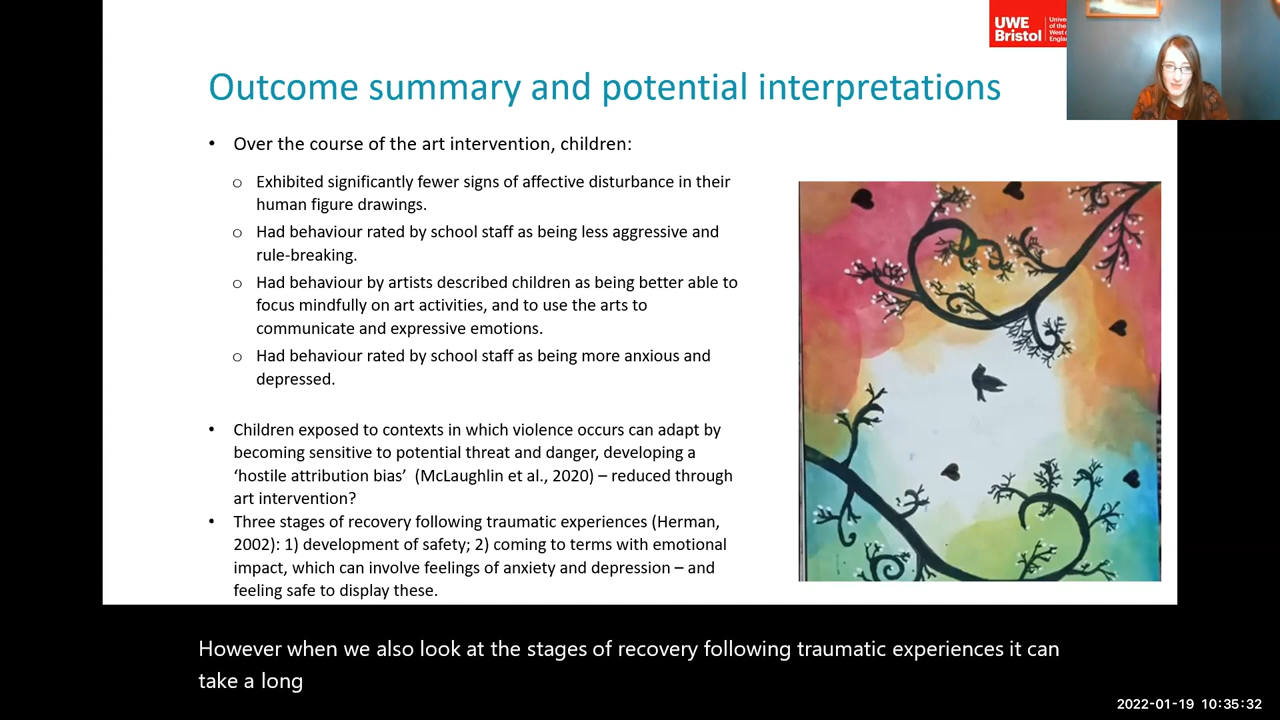 UWE
Bristol
Univer
of the
West o
Englan
Outcome summary and potential interpretations
• Over the course of the art intervention, children:
o Exhibited significantly fewer signs of affective disturbance in their
human figure drawings.
o Had behaviour rated by school staff as being less aggressive and
rule-breaking.
o Had behaviour by artists described children as being better able to
focus mindfully on art activities, and to use the arts to
communicate and expressive emotions.
o Had behaviour rated by school staff as being more anxious and
depressed.
• Children exposed to contexts in which violence occurs can adapt by
becoming sensitive to potential threat and danger, developing a
‘hostile attribution bias’ (McLaughlin et al., 2020) – reduced through
art intervention?
• Three stages of recovery following traumatic experiences (Herman,
2002): 1) development of safety; 2) coming to terms with emotional
impact, which can involve feelings of anxiety and depression – and
feeling safe to display these.
However when we also look at the stages of recovery following traumatic experiences it can
take a long
2022-01-19 10:35:32